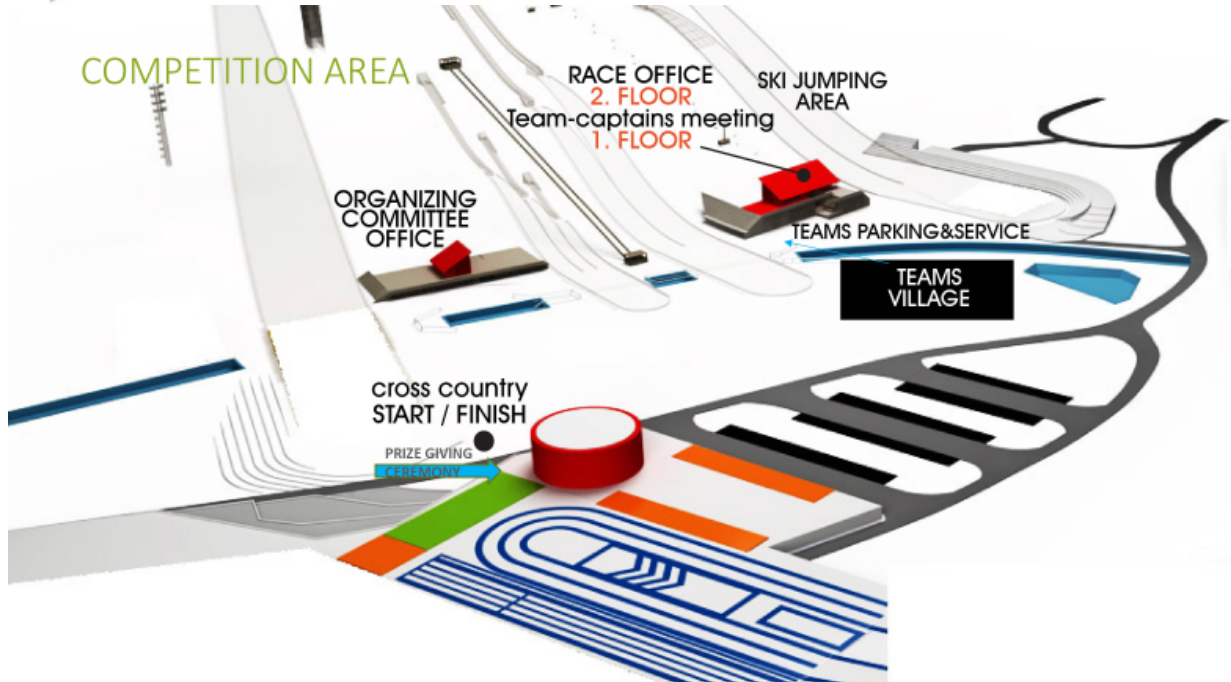 COMPETITION AREA
RACE OFFICE
2. FLOOR
Team-captains meeting
1. FLOOR
SKI JUMPING
AREA
ORGANIZING
COMMITTEE
OFFICE
TEAMS PARKING&SERVICE
TEAMS
VILLAGE
cross country
START / FINISH
PRIZE GIVING
CEREMONY